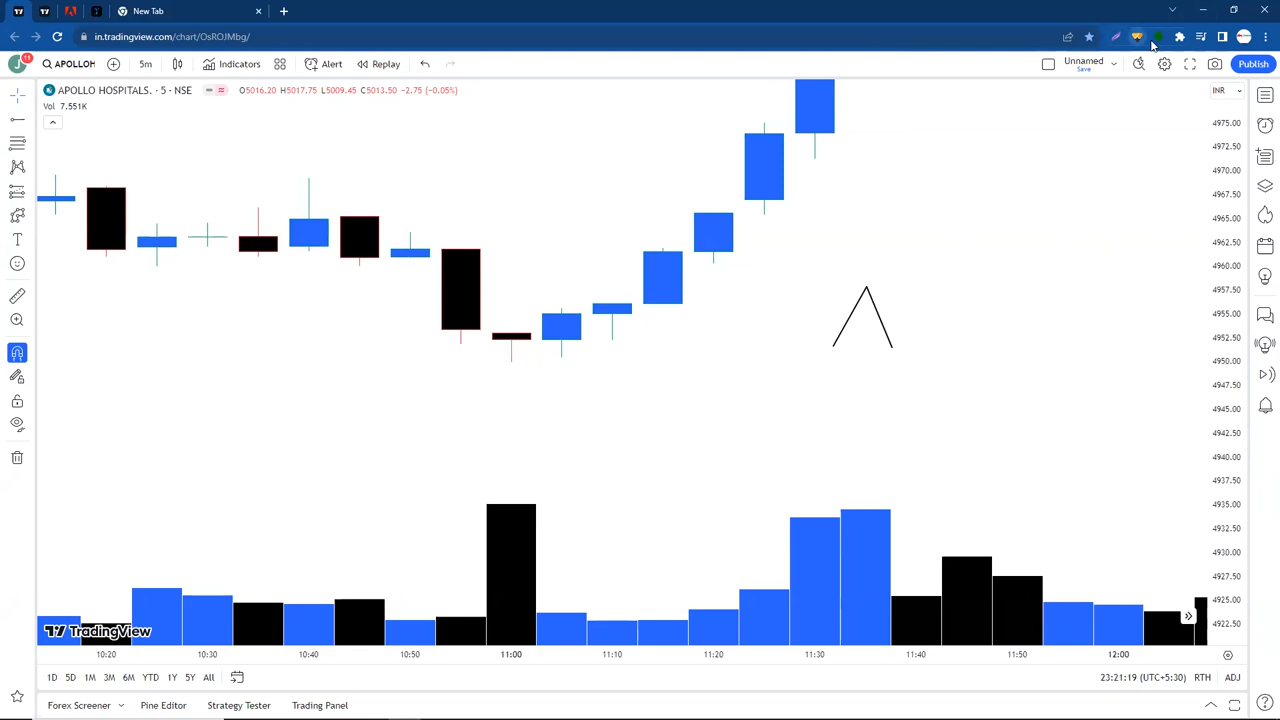 New Tab
in.tradingview.com/chart/OsROJMbg/
J
11
APOLLOH
5m
Indicators
Alert
Replay
Unnamed
Save
Publish
APOLLO HOSPITALS. · 5 · NSE
O5016.20 H5017.75 L5009.45 C5013.50 −2.75 (−0.05%)
INR
Vol 7.551K
4975.00
4972.50
4970.00
4967.50
4965.00
4962.50
4960.00
4957.50
4955.00
4952.50
4950.00
4947.50
4945.00
4942.50
4940.00
4937.50
4935.00
4932.50
4930.00
4927.50
4925.00
4922.50
TradingView
10:20 10:30 10:40 10:50 11:00 11:10 11:20 11:30 11:40 11:50 12:00
1D 5D 1M 3M 6M YTD 1Y 5Y All
23:21:19 (UTC+5:30) RTH ADJ
Forex Screener Pine Editor Strategy Tester Trading Panel